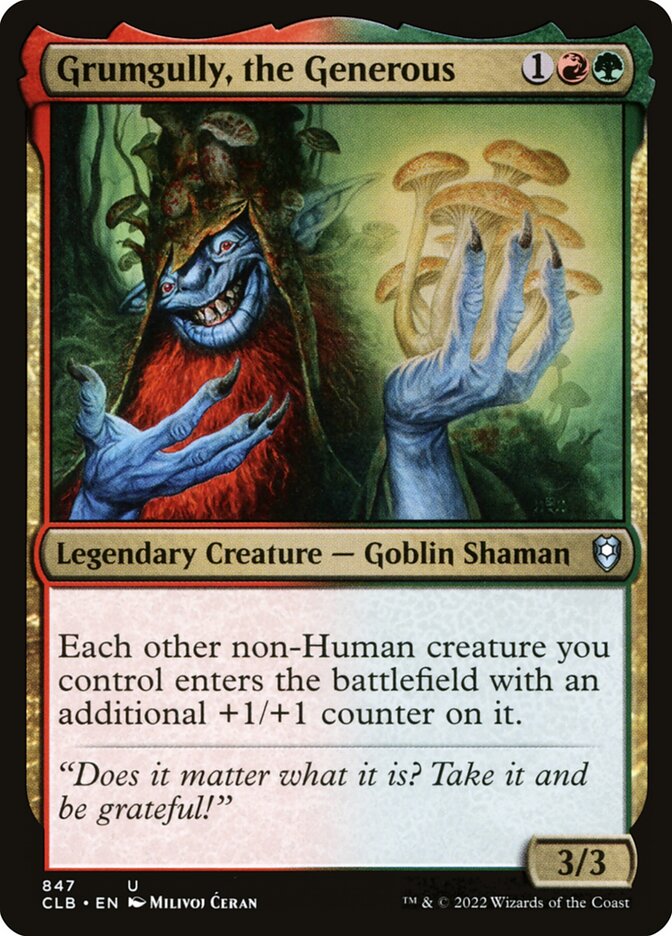 Grumgully, the Generous 1
Legendary Creature — Goblin Shaman
Each other non-Human creature you
control enters the battlefield with an
additional +1/+1 counter on it.
“Does it matter what it is? Take it and
be grateful!”
3/3
847 U
CLB • EN Milivoj Ćeran
™ & © 2022 Wizards of the Coast